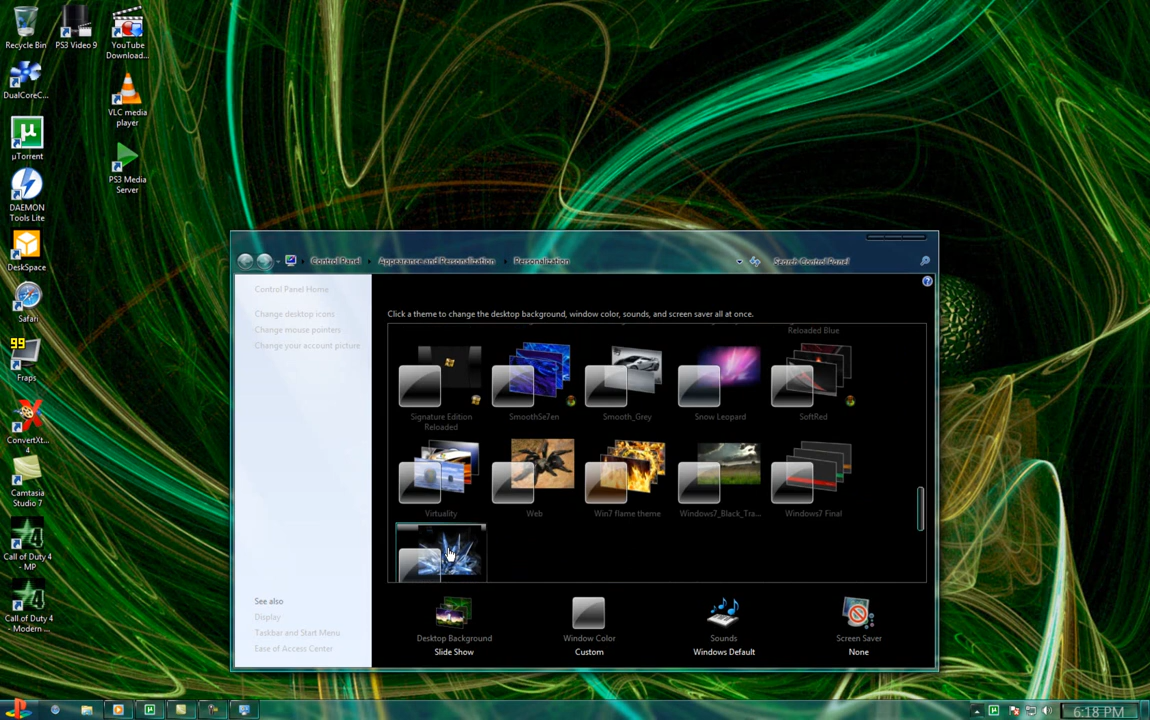 Recycle Bin
PS3 Video 9
YouTube
Download...
DualCoreC...
VLC media
player
µ
µTorrent
PS3 Media
Server
DAEMON
Tools Lite
DeskSpace
Safari
99
Fraps
ConvertXt...
4
Camtasia
Studio 7
4
Call of Duty 4
- MP
4
Call of Duty 4
- Modern ...
Control Panel
Appearance and Personalization
Personalization
Search Control Panel
?
Control Panel Home
Change desktop icons
Change mouse pointers
Change your account picture
Click a theme to change the desktop background, window color, sounds, and screen saver all at once.
Reloaded Blue
Signature Edition
Reloaded
SmoothSe7en
Smooth_Grey
Snow Leopard
SoftRed
Virtuality
Web
Win7 flame theme
Windows7_Black_Tra...
Windows7 Final
See also
Display
Taskbar and Start Menu
Ease of Access Center
Desktop Background
Slide Show
Window Color
Custom
Sounds
Windows Default
Screen Saver
None
µ
µ
6:18 PM